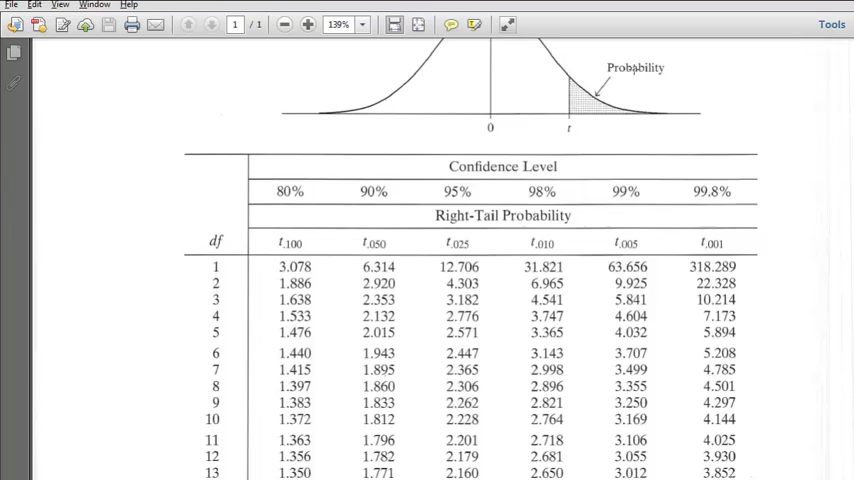 File Edit View Window Help
1 / 1 139% Tools
Probability
0 t
Confidence Level
80% 90% 95% 98% 99% 99.8%
Right-Tail Probability
df t.100 t.050 t.025 t.010 t.005 t.001
1 3.078 6.314 12.706 31.821 63.656 318.289
2 1.886 2.920 4.303 6.965 9.925 22.328
3 1.638 2.353 3.182 4.541 5.841 10.214
4 1.533 2.132 2.776 3.747 4.604 7.173
5 1.476 2.015 2.571 3.365 4.032 5.894
6 1.440 1.943 2.447 3.143 3.707 5.208
7 1.415 1.895 2.365 2.998 3.499 4.785
8 1.397 1.860 2.306 2.896 3.355 4.501
9 1.383 1.833 2.262 2.821 3.250 4.297
10 1.372 1.812 2.228 2.764 3.169 4.144
11 1.363 1.796 2.201 2.718 3.106 4.025
12 1.356 1.782 2.179 2.681 3.055 3.930
13 1.350 1.771 2.160 2.650 3.012 3.852